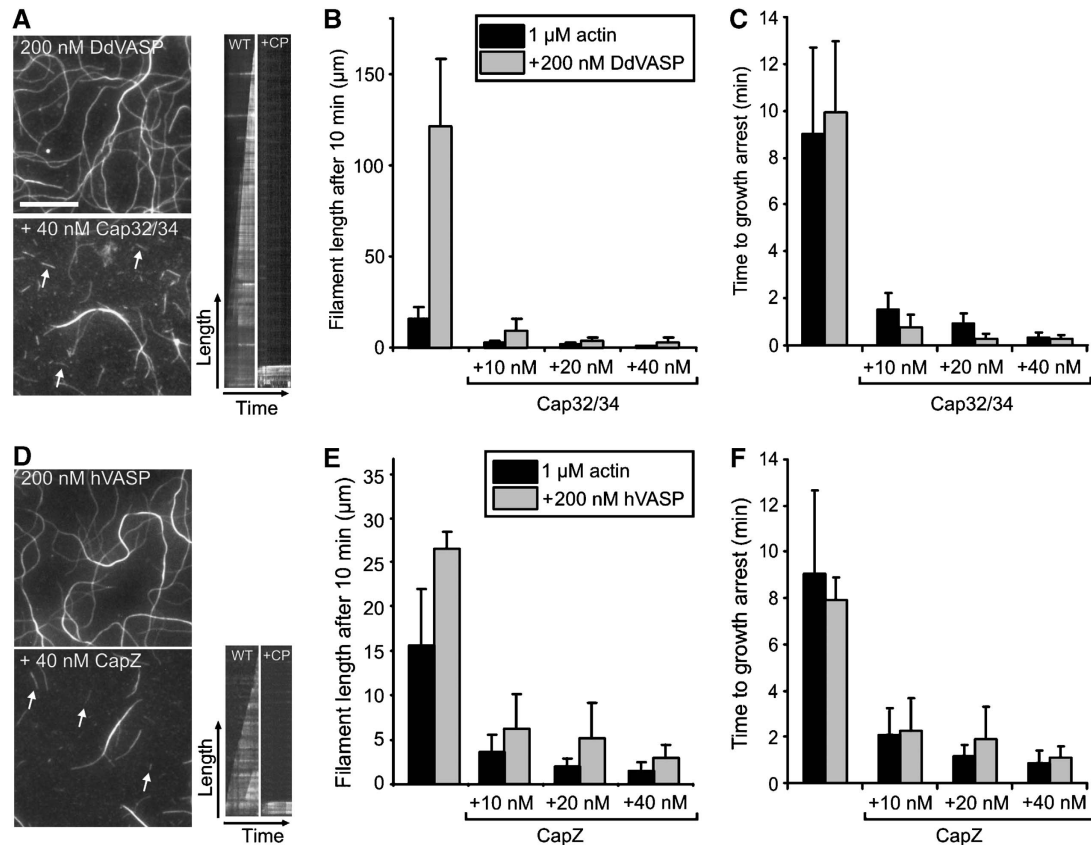 A
200 nM DdVASP
+ 40 nM Cap32/34
WT
+CP
Length
Time
B
1 µM actin
+200 nM DdVASP
Filament length after 10 min (µm)
150
100
50
0
+10 nM
+20 nM
+40 nM
Cap32/34
C
Time to growth arrest (min)
14
12
10
8
6
4
2
0
+10 nM
+20 nM
+40 nM
Cap32/34
D
200 nM hVASP
+ 40 nM CapZ
WT
+CP
Length
Time
E
1 µM actin
+200 nM hVASP
Filament length after 10 min (µm)
35
30
25
20
15
10
5
0
+10 nM
+20 nM
+40 nM
CapZ
F
Time to growth arrest (min)
14
12
10
8
6
4
2
0
+10 nM
+20 nM
+40 nM
CapZ